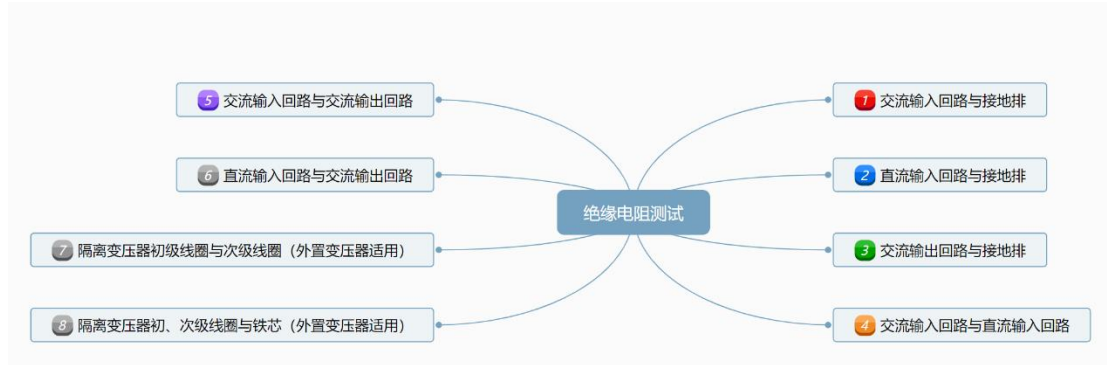 绝缘电阻测试
1 交流输入回路与接地排
2 直流输入回路与接地排
3 交流输出回路与接地排
4 交流输入回路与直流输入回路
5 交流输入回路与交流输出回路
6 直流输入回路与交流输出回路
7 隔离变压器初级线圈与次级线圈（外置变压器适用）
8 隔离变压器初、次级线圈与铁芯（外置变压器适用）